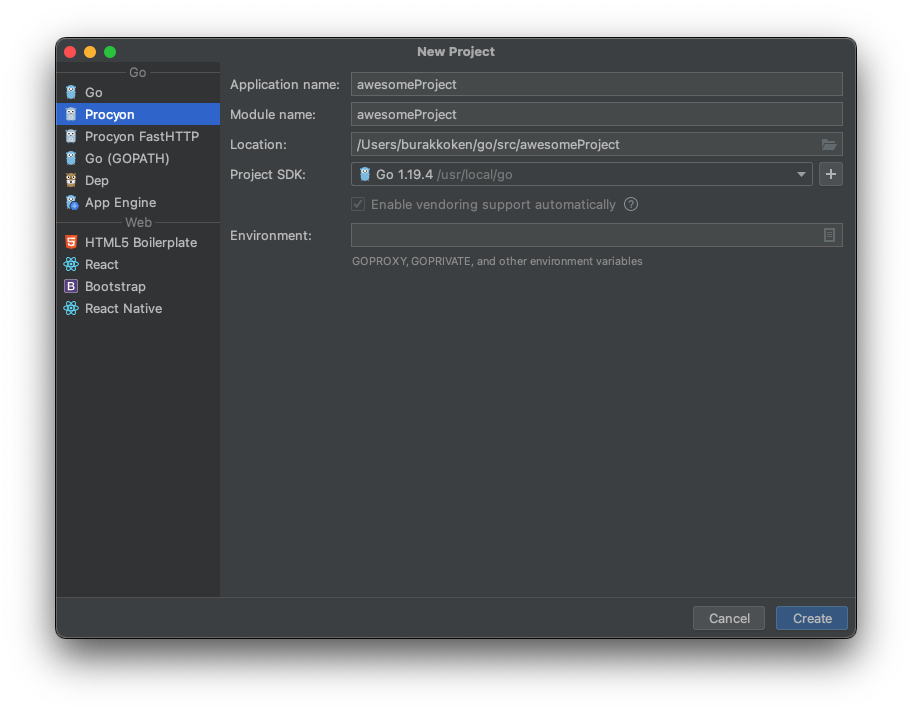 New Project
Go
Go
Procyon
Procyon FastHTTP
Go (GOPATH)
Dep
App Engine
Web
HTML5 Boilerplate
React
Bootstrap
React Native
Application name: awesomeProject
Module name: awesomeProject
Location: /Users/burakkoken/go/src/awesomeProject
Project SDK: Go 1.19.4 /usr/local/go
Enable vendoring support automatically ?
Environment:
GOPROXY, GOPRIVATE, and other environment variables
Cancel Create